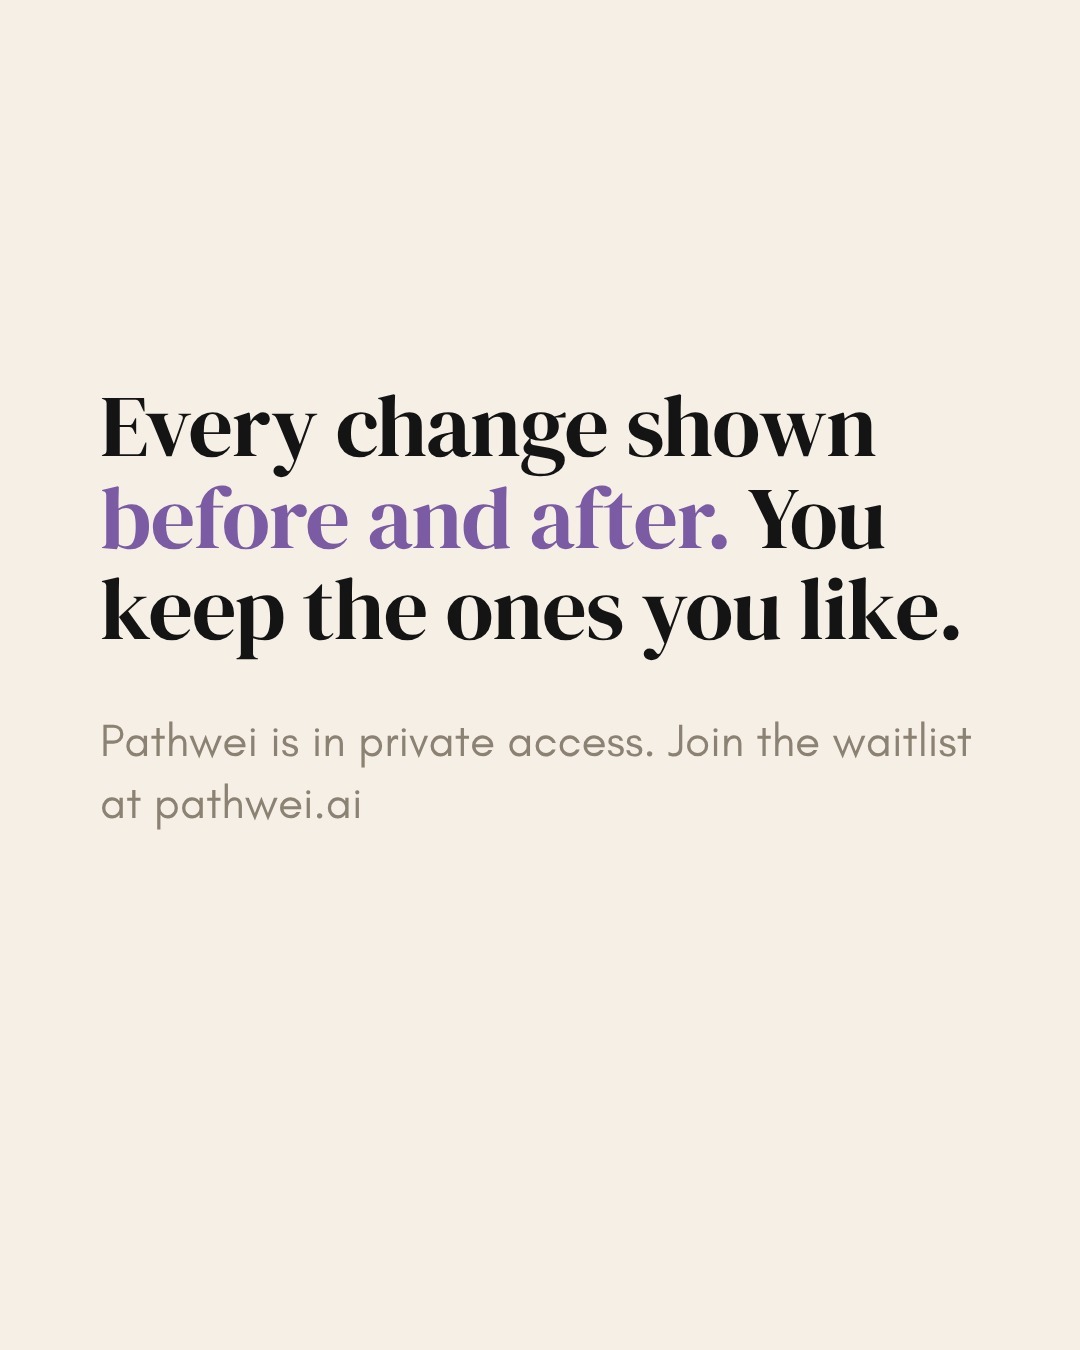 Every change shown
before and after. You
keep the ones you like.
Pathwei is in private access. Join the waitlist
at pathwei.ai